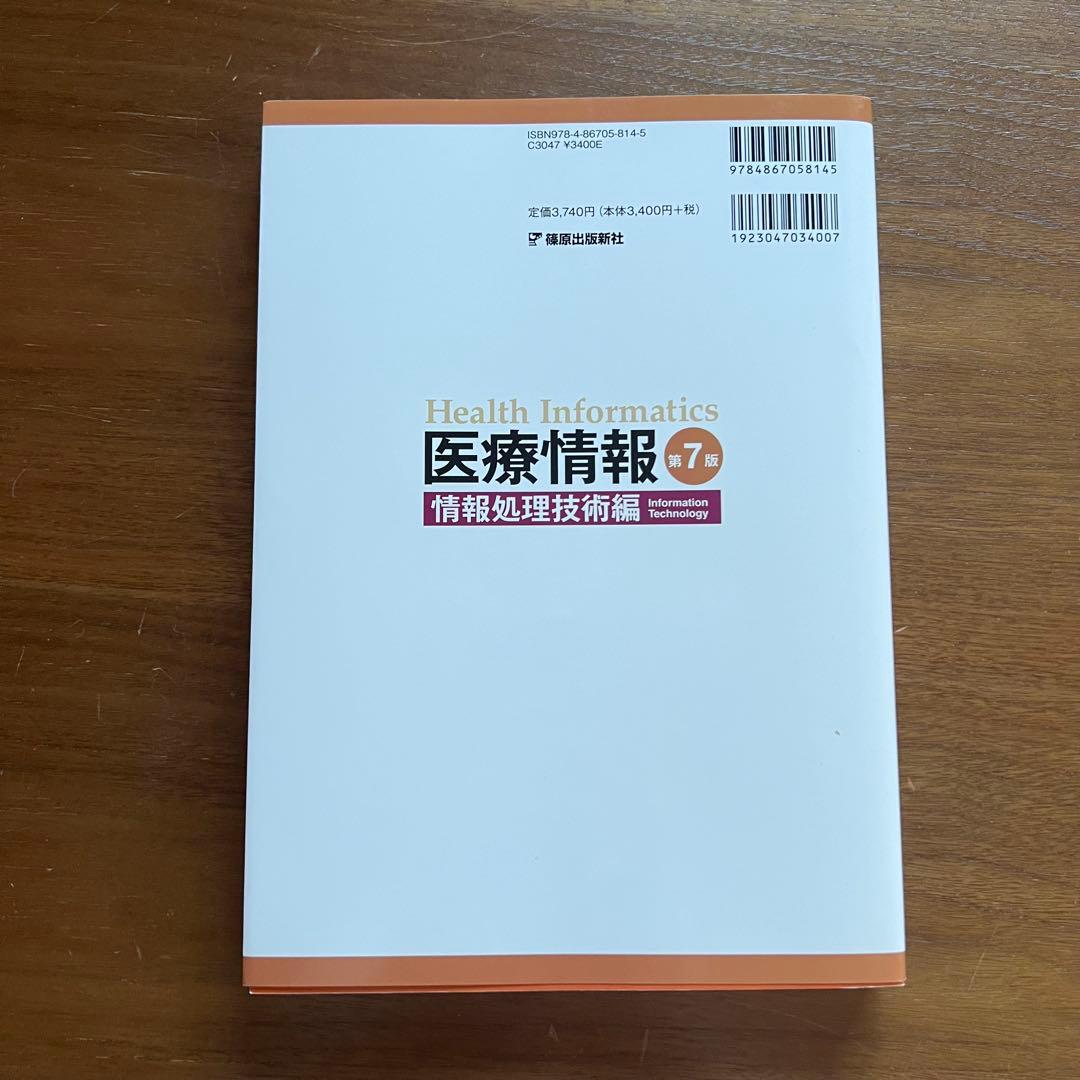 ISBN978-4-86705-814-5
C3047 ¥3400E
9784867058145
定価3,740円（本体3,400円+税）
篠原出版新社
1923047034007
Health Informatics
医療情報 第7版
情報処理技術編 Information Technology